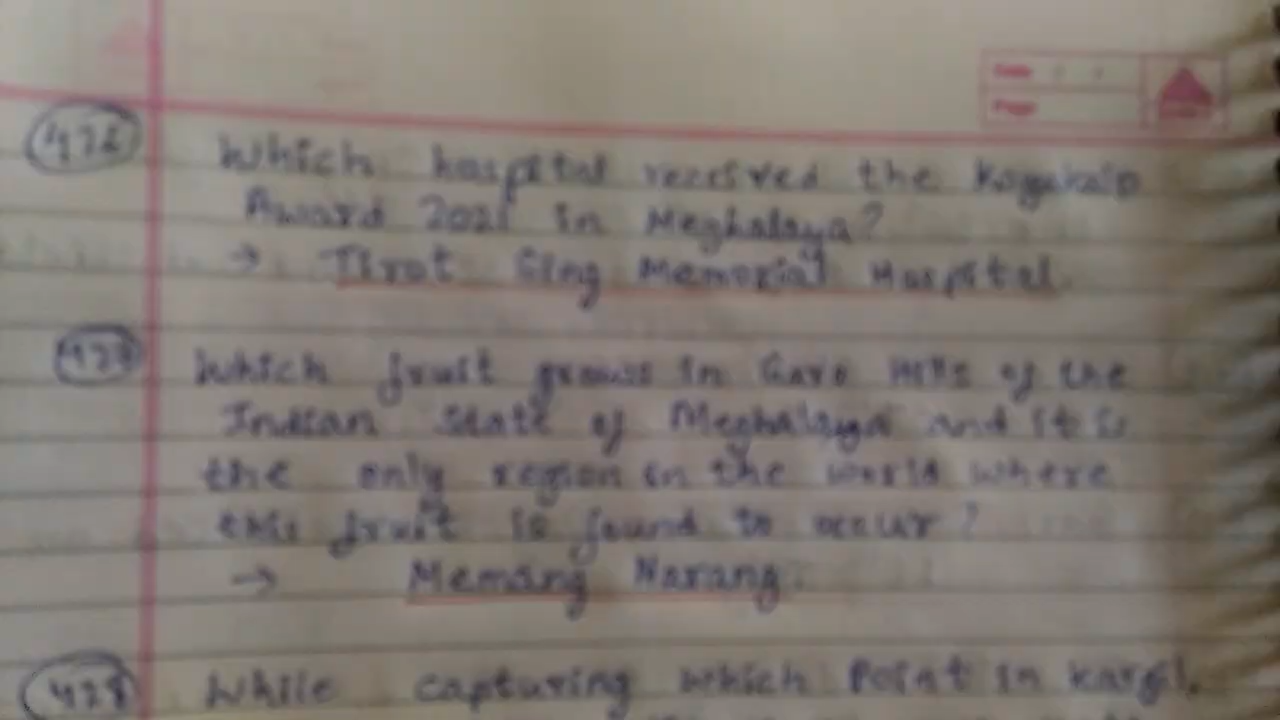 Date
Page
476
Which hospital received the Kayakalp
Award 2021 in Meghalaya?
→ Tirot Sing Memorial Hospital
477
Which fruit grows in Garo Hills of the
Indian State of Meghalaya and it is
the only region in the world where
this fruit is found to occur?
→ Memang Narang.
478
While capturing which Point in Kargil,